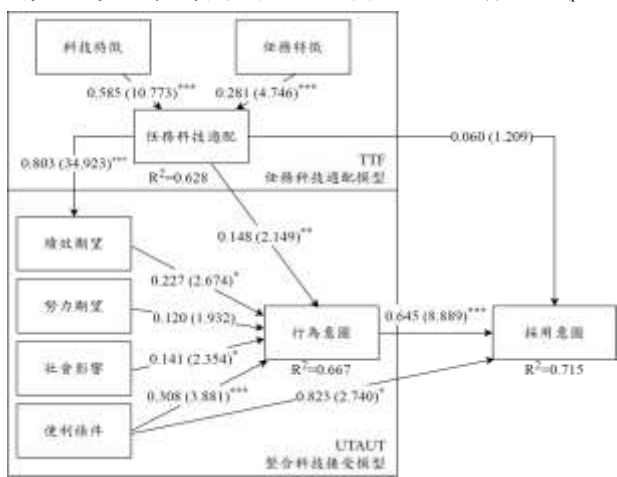 科技特徵
任務特徵
0.585 (10.773)***
0.281 (4.746)***
任務科技適配
0.060 (1.209)
0.803 (34.923)***
R²=0.628
TTF
任務科技適配模型
0.148 (2.149)**
績效期望
0.227 (2.674)*
努力期望
0.120 (1.932)
行為意圖
0.645 (8.889)***
採用意圖
社會影響
0.141 (2.354)*
R²=0.667
R²=0.715
0.308 (3.881)***
0.823 (2.740)*
便利條件
UTAUT
整合科技接受模型